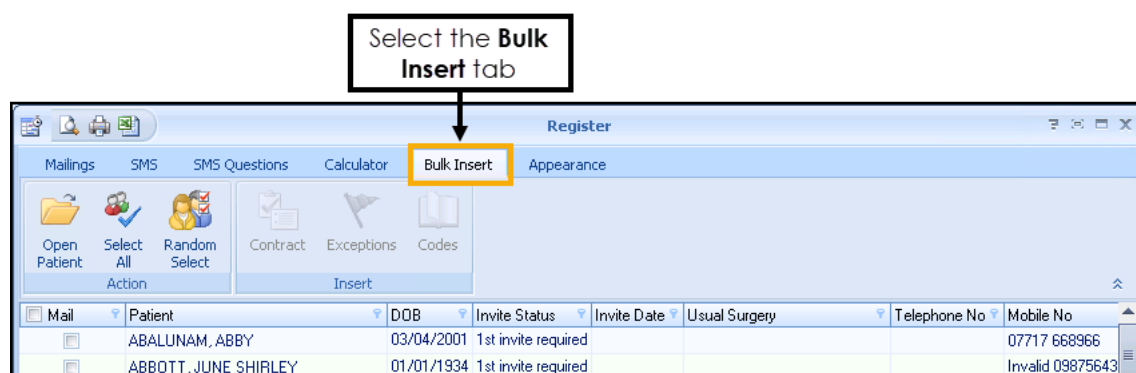 Select the Bulk
Insert tab
Register
Mailings SMS SMS Questions Calculator Bulk Insert Appearance
Open Patient Select All Random Select Contract Exceptions Codes
Action Insert
Mail Patient DOB Invite Status Invite Date Usual Surgery Telephone No Mobile No
ABALUNAM, ABBY 03/04/2001 1st invite required 07717 668966
ABBOTT, JUNE SHIRLEY 01/01/1934 1st invite required Invalid 09875643